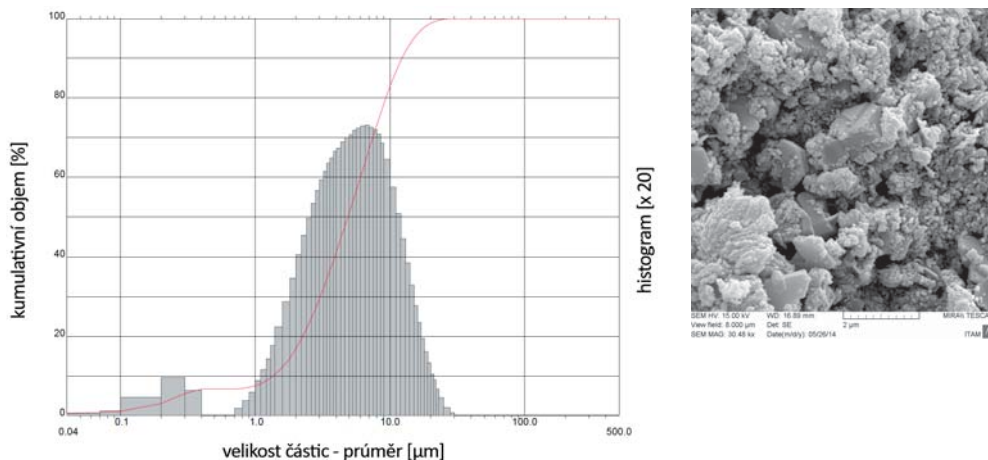 100
80
60
40
20
0
0.04
0.1
1.0
10.0
100.0
500.0
kumulativní objem [%]
velikost částic - prúměr [µm]
histogram [x 20]
SEM HV: 15.00 kV
WD: 16.89 mm
MIRA\\ TESCA
View field: 8.000 µm
Det: SE
2 µm
SEM MAG: 30.48 kx
Date(m/d/y): 05/26/14
ITAM